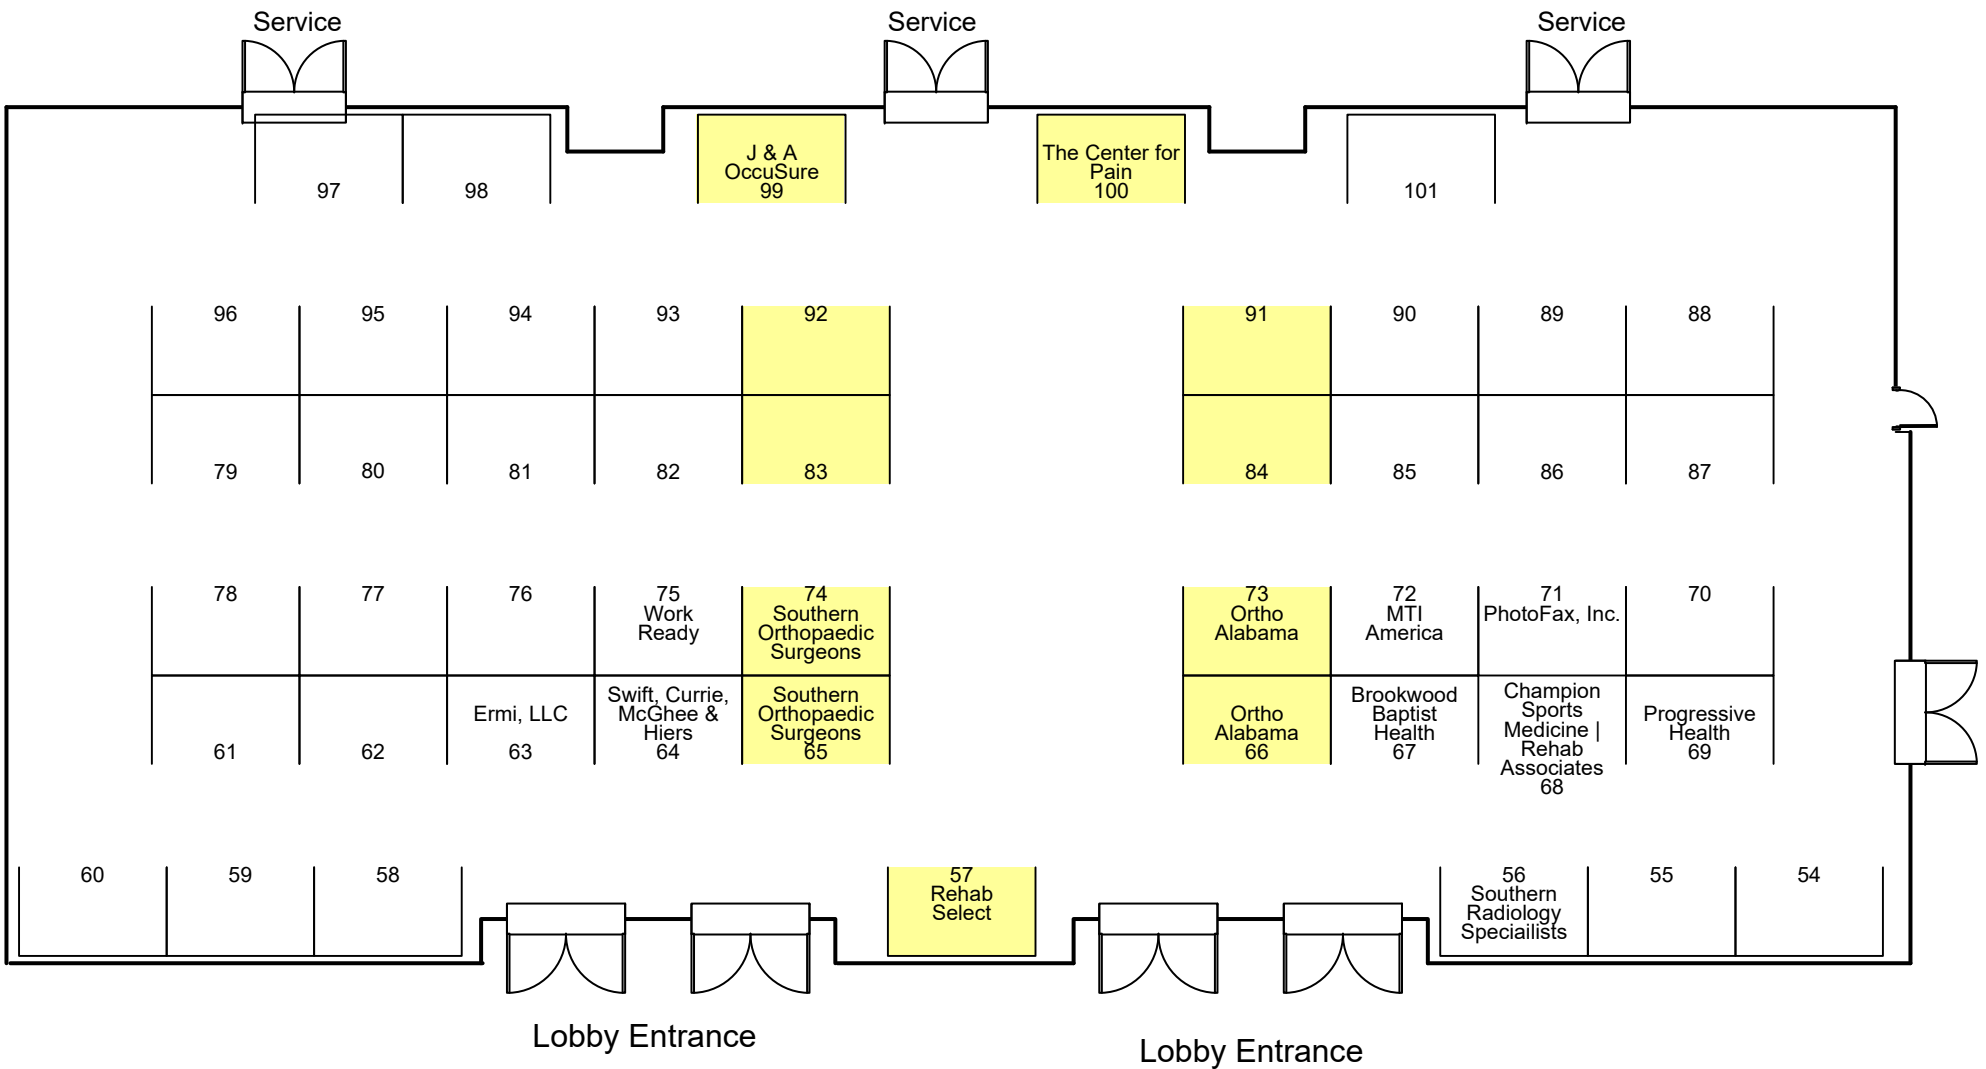 Service
Service
Service
97
98
J & A
OccuSure
99
The Center for
Pain
100
101
96
95
94
93
92
91
90
89
88
79
80
81
82
83
84
85
86
87
78
77
76
75
Work
Ready
74
Southern
Orthopaedic
Surgeons
73
Ortho
Alabama
72
MTI
America
71
PhotoFax, Inc.
70
61
62
Ermi, LLC
63
Swift, Currie,
McGhee &
Hiers
64
Southern
Orthopaedic
Surgeons
65
Ortho
Alabama
66
Brookwood
Baptist
Health
67
Champion
Sports
Medicine |
Rehab
Associates
68
Progressive
Health
69
60
59
58
57
Rehab
Select
56
Southern
Radiology
Speciailists
55
54
Lobby Entrance
Lobby Entrance